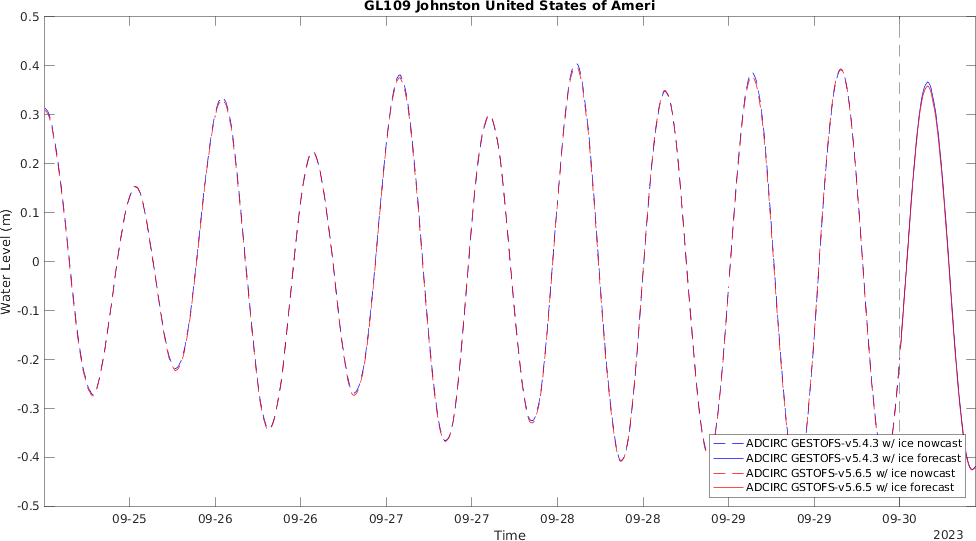 GL109 Johnston United States of Ameri
0.5
0.4
0.3
0.2
0.1
0
-0.1
-0.2
-0.3
-0.4
-0.5
Water Level (m)
ADCIRC GESTOFS-v5.4.3 w/ ice nowcast
ADCIRC GESTOFS-v5.4.3 w/ ice forecast
ADCIRC GSTOFS-v5.6.5 w/ ice nowcast
ADCIRC GSTOFS-v5.6.5 w/ ice forecast
09-25 09-26 09-26 09-27 09-27 09-28 09-28 09-29 09-29 09-30
Time
2023